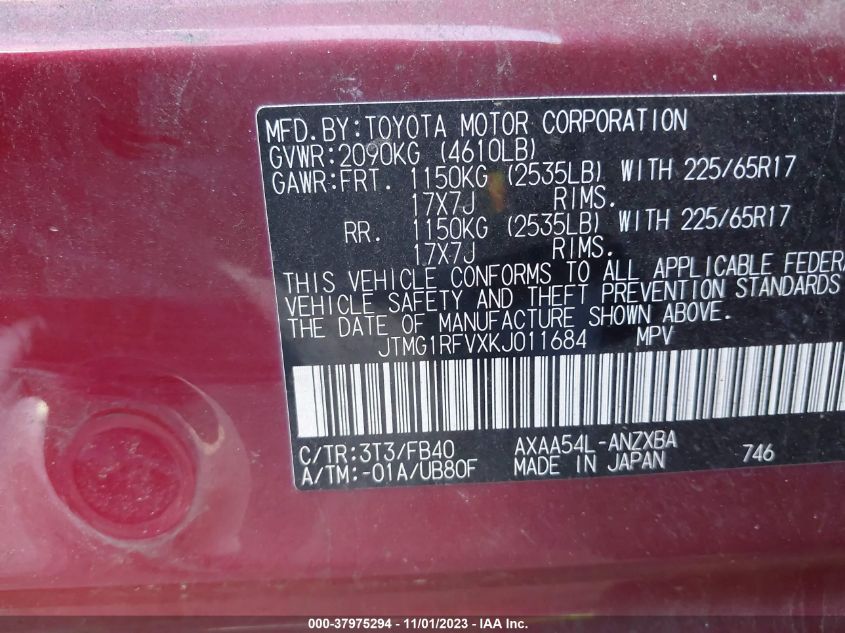 MFD.BY:TOYOTA MOTOR CORPORATION
GVWR:2090KG (4610LB)
GAWR:FRT. 1150KG (2535LB) WITH 225/65R17
17X7J RIMS.
RR. 1150KG (2535LB) WITH 225/65R17
17X7J RIMS.
THIS VEHICLE CONFORMS TO ALL APPLICABLE FEDERA
VEHICLE SAFETY AND THEFT PREVENTION STANDARDS
THE DATE OF MANUFACTURE SHOWN ABOVE.
JTMG1RFVXKJ011684 MPV
C/TR:3T3/FB40 AXAA54L-ANZXBA 746
A/TM:-01A/UB80F MADE IN JAPAN
000-37975294 - 11/01/2023 - IAA Inc.